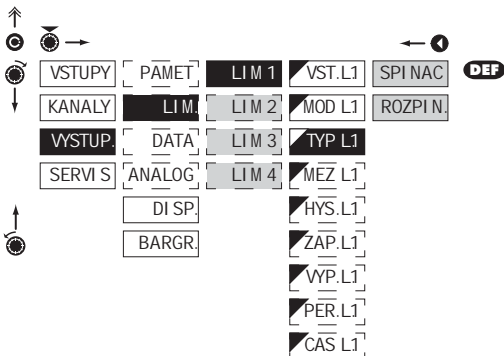 VSTUPY PAMET LIM 1 VST.L1 SPINAC DEF
KANALY LIM. LIM 2 MOD L1 ROZPIN.
VYSTUP. DATA LIM 3 TYP L1
SERVIS ANALOG LIM 4 MEZ L1
DISP. HYS.L1
BARGR. ZAP.L1
VYP.L1
PER.L1
CAS L1